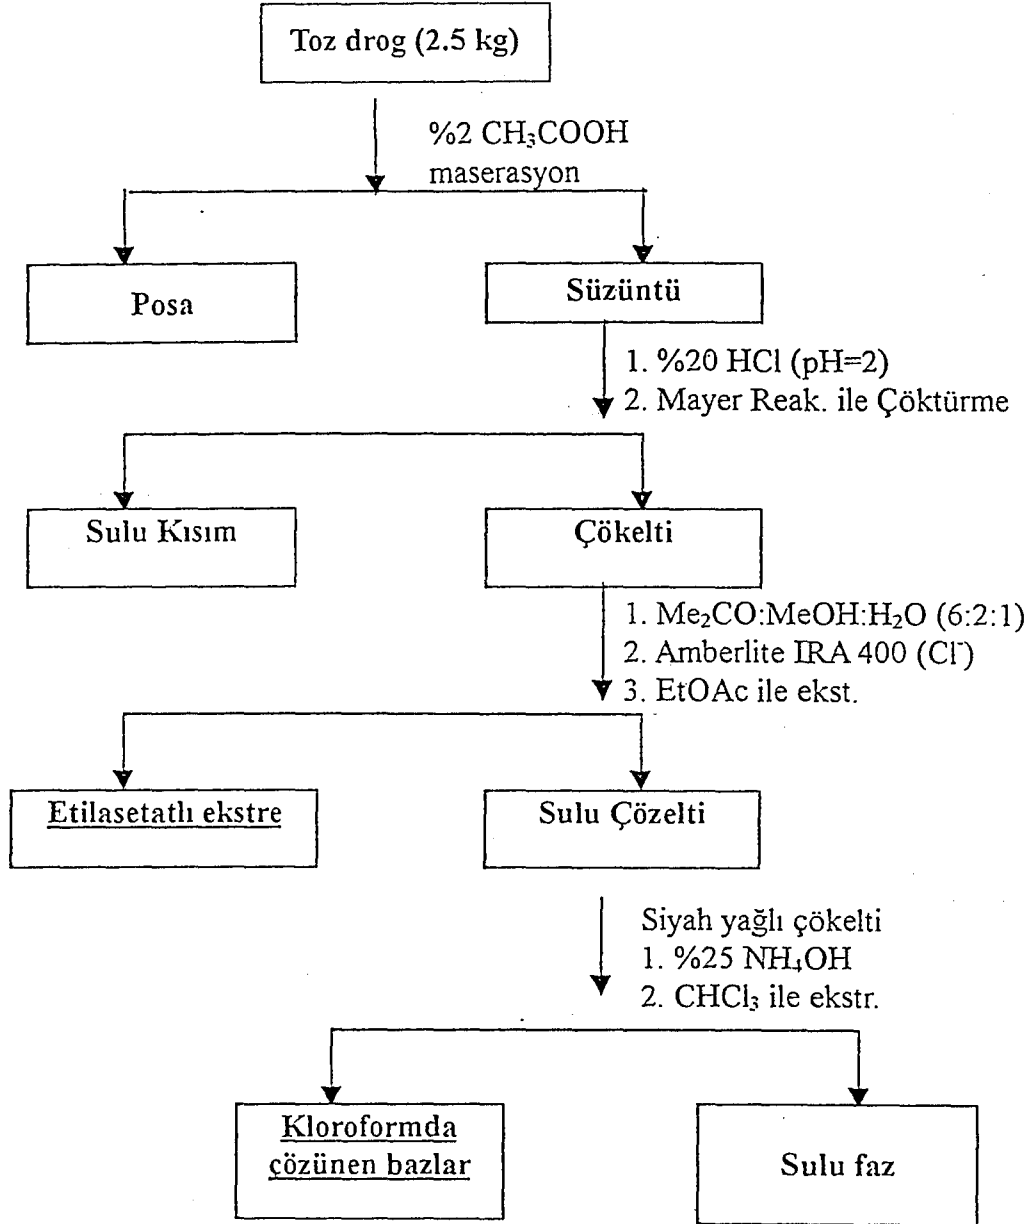 Toz drog (2.5 kg)
%2 CH₃COOH
maserasyon
Posa
Süzüntü
1. %20 HCl (pH=2)
2. Mayer Reak. ile Çöktürme
Sulu Kısım
Çökelti
1. Me₂CO:MeOH:H₂O (6:2:1)
2. Amberlite IRA 400 (Cl⁻)
3. EtOAc ile ekst.
Etilasetatlı ekstre
Sulu Çözelti
Siyah yağlı çökelti
1. %25 NH₄OH
2. CHCl₃ ile ekstr.
Kloroformda
çözünen bazlar
Sulu faz